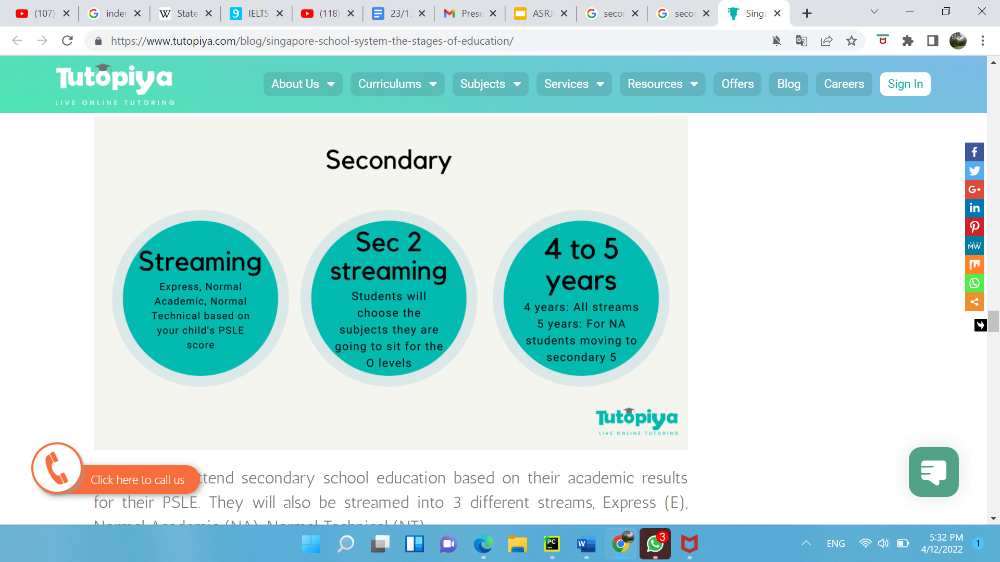 (107)
inder
State
IELTS
(118)
23/1
Prese
ASRJ
secor
secor
Singa
https://www.tutopiya.com/blog/singapore-school-system-the-stages-of-education/
Tutopiya
LIVE ONLINE TUTORING
About Us
Curriculums
Subjects
Services
Resources
Offers
Blog
Careers
Sign In
Secondary
Streaming
Express, Normal
Academic, Normal
Technical based on
your child's PSLE
score
Sec 2
streaming
Students will
choose the
subjects they are
going to sit for the
O levels
4 to 5
years
4 years: All streams
5 years: For NA
students moving to
secondary 5
Tutopiya
LIVE ONLINE TUTORING
Click here to call us
ttend secondary school education based on their academic results
for their PSLE. They will also be streamed into 3 different streams, Express (E),
Normal Academic (NA), Normal Technical (NT)
3
ENG
5:32 PM
4/12/2022
1